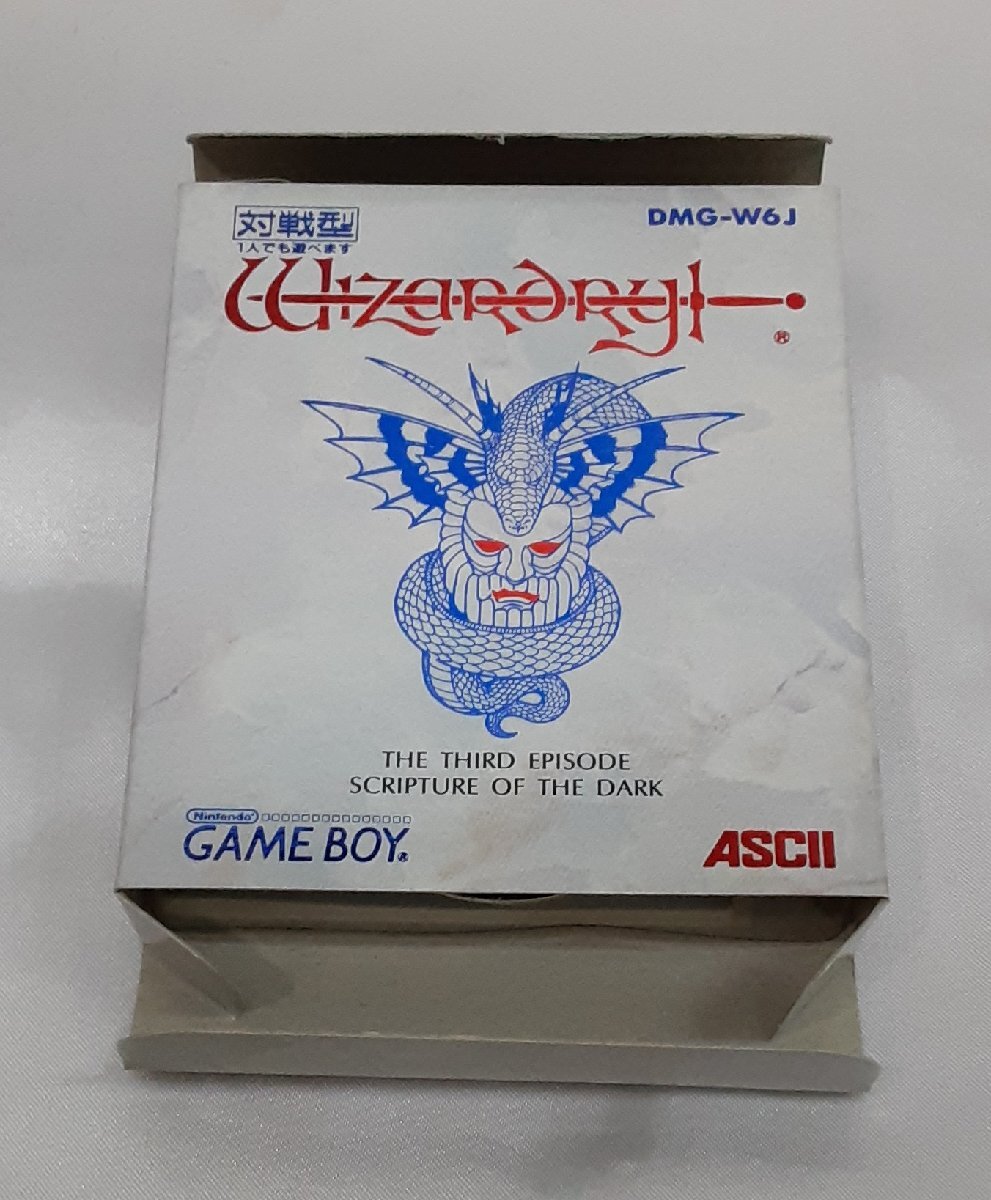 対戦型
DMG-W6J
1人でも遊べます
Wizardry
®
THE THIRD EPISODE
SCRIPTURE OF THE DARK
Nintendo®
GAME BOY®
ASCII